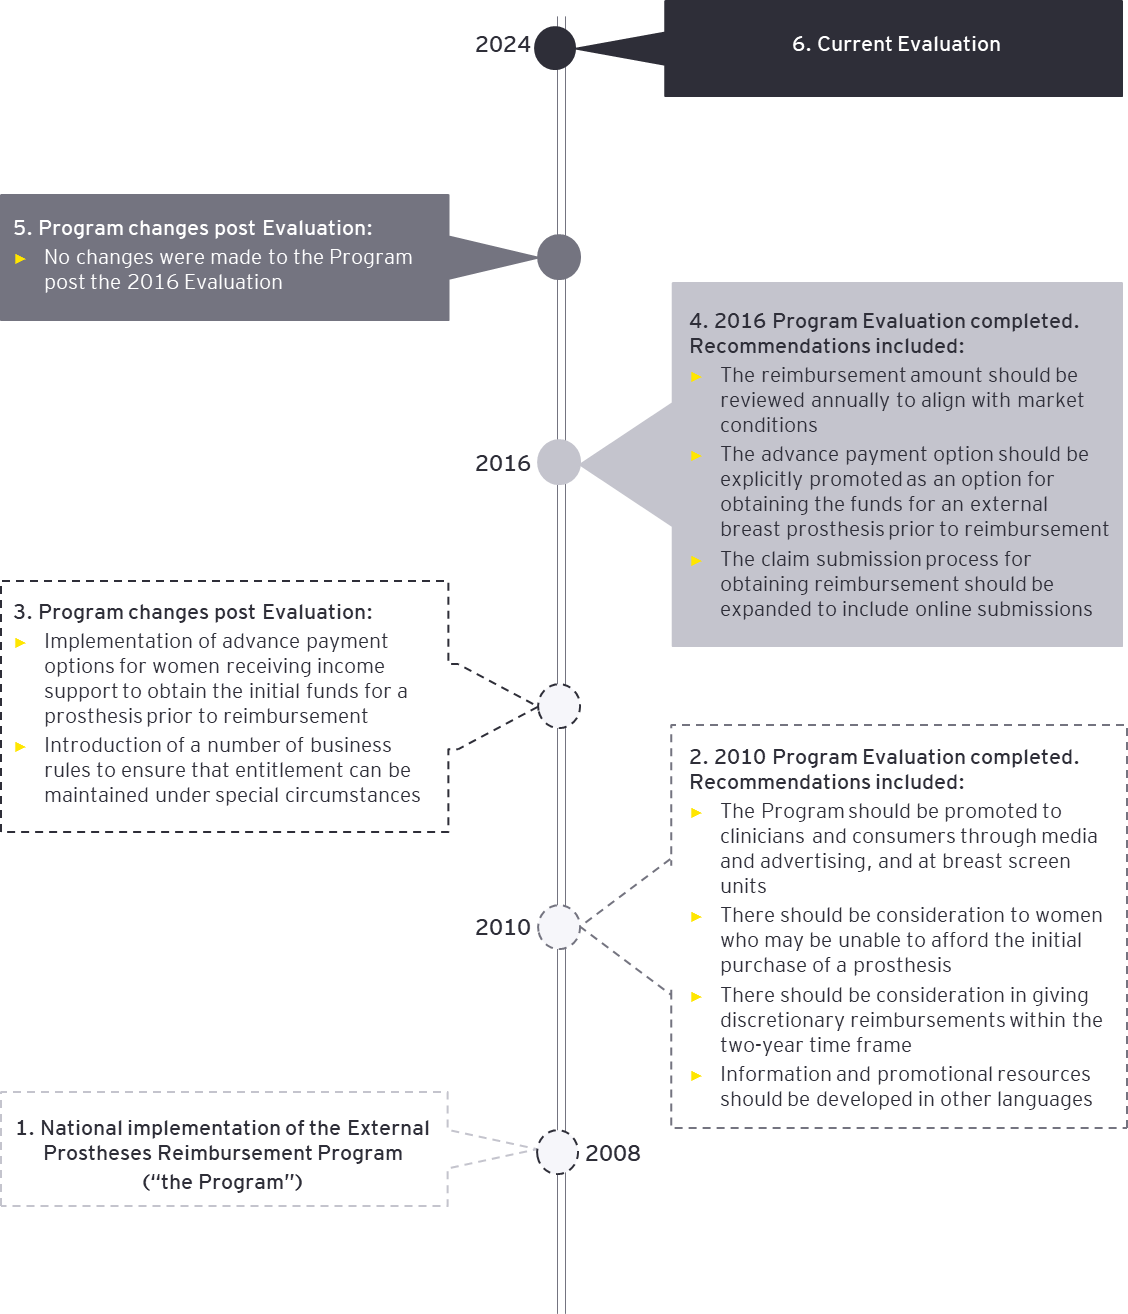 2024
6. Current Evaluation
5. Program changes post Evaluation:
► No changes were made to the Program
post the 2016 Evaluation
4. 2016 Program Evaluation completed.
Recommendations included:
► The reimbursement amount should be
reviewed annually to align with market
conditions
► The advance payment option should be
explicitly promoted as an option for
obtaining the funds for an external
breast prosthesis prior to reimbursement
► The claim submission process for
obtaining reimbursement should be
expanded to include online submissions
2016
3. Program changes post Evaluation:
► Implementation of advance payment
options for women receiving income
support to obtain the initial funds for a
prosthesis prior to reimbursement
► Introduction of a number of business
rules to ensure that entitlement can be
maintained under special circumstances
2. 2010 Program Evaluation completed.
Recommendations included:
► The Program should be promoted to
clinicians and consumers through media
and advertising, and at breast screen
units
► There should be consideration to women
who may be unable to afford the initial
purchase of a prosthesis
► There should be consideration in giving
discretionary reimbursements within the
two-year time frame
► Information and promotional resources
should be developed in other languages
2010
1. National implementation of the External
Prostheses Reimbursement Program
(“the Program”)
2008